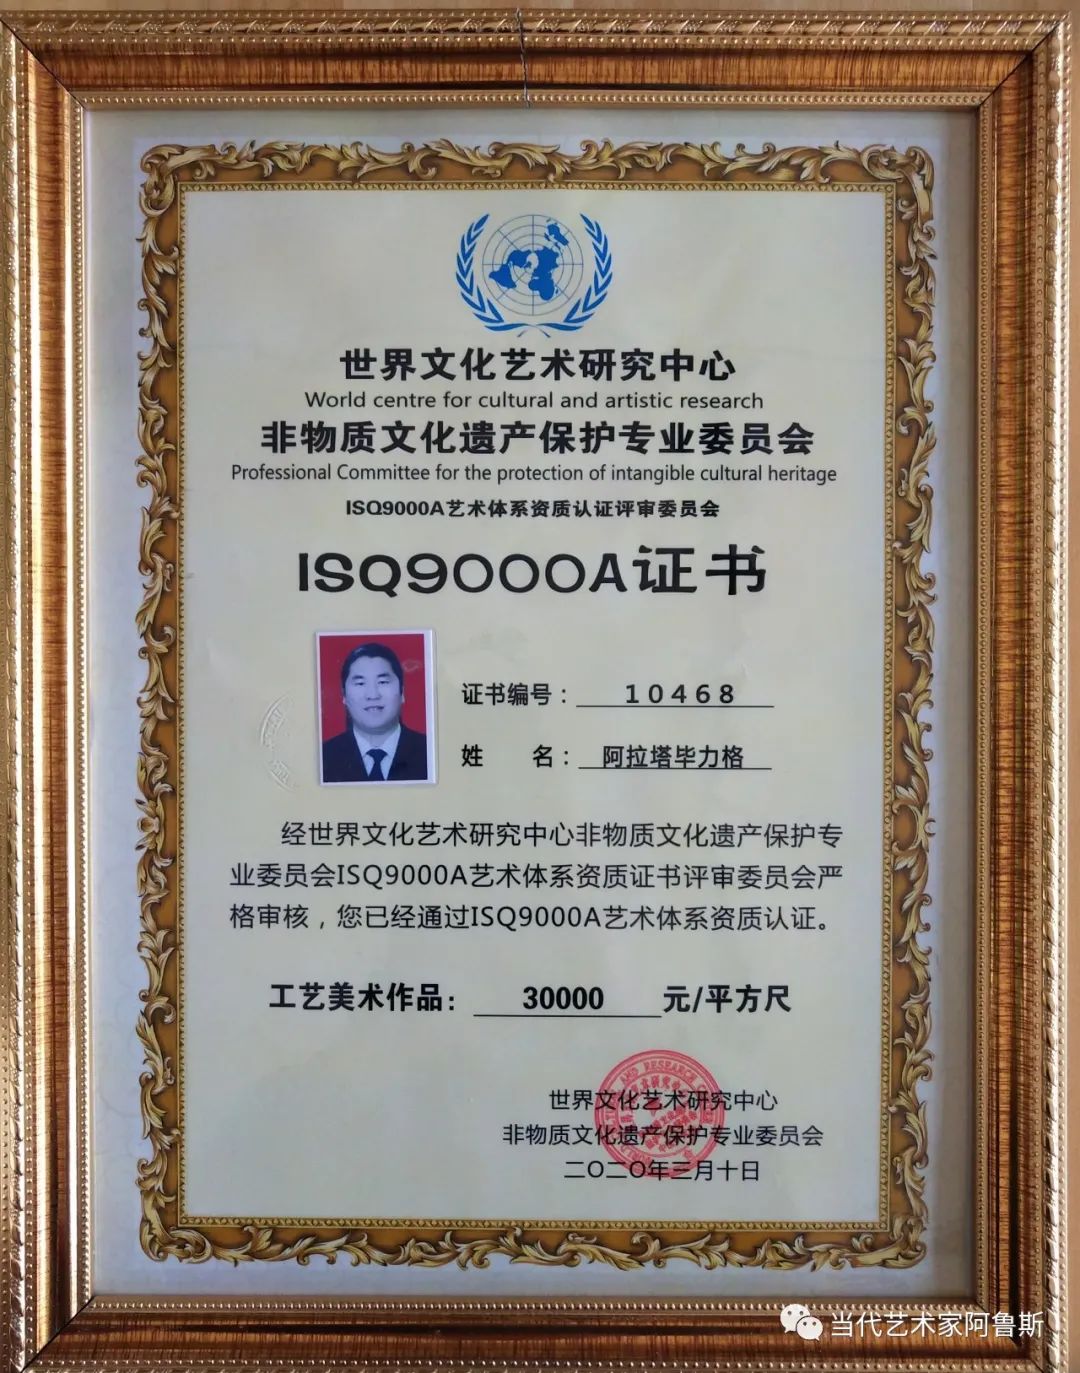 世界文化艺术研究中心
World centre for cultural and artistic research
非物质文化遗产保护专业委员会
Professional Committee for the protection of intangible cultural heritage
ISQ9000A艺术体系资质认证评审委员会
ISQ9000A证书
证书编号：10468
姓 名：阿拉塔毕力格
经世界文化艺术研究中心非物质文化遗产保护专
业委员会ISQ9000A艺术体系资质证书评审委员会严
格审核，您已经通过ISQ9000A艺术体系资质认证。
工艺美术作品：30000元/平方尺
世界文化艺术研究中心
非物质文化遗产保护专业委员会
二〇二〇年三月十日
当代艺术家阿鲁斯